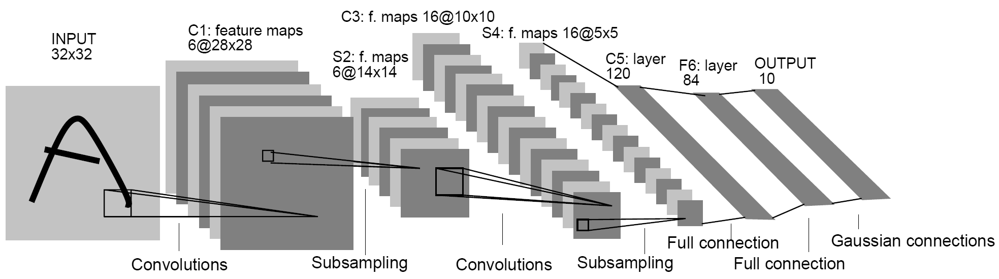 INPUT
32x32
C1: feature maps
6@28x28
S2: f. maps
6@14x14
C3: f. maps 16@10x10
S4: f. maps 16@5x5
C5: layer
120
F6: layer
84
OUTPUT
10
Convolutions
Subsampling
Convolutions
Subsampling
Full connection
Full connection
Gaussian connections